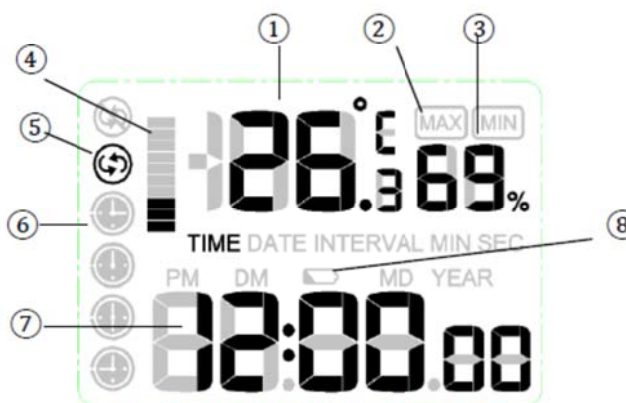 ① ② ③
④
⑤
⑥
⑦
⑧
26.3 °C MAX MIN
69%
TIME DATE INTERVAL MIN SEC
PM DM MD YEAR
12:00.00